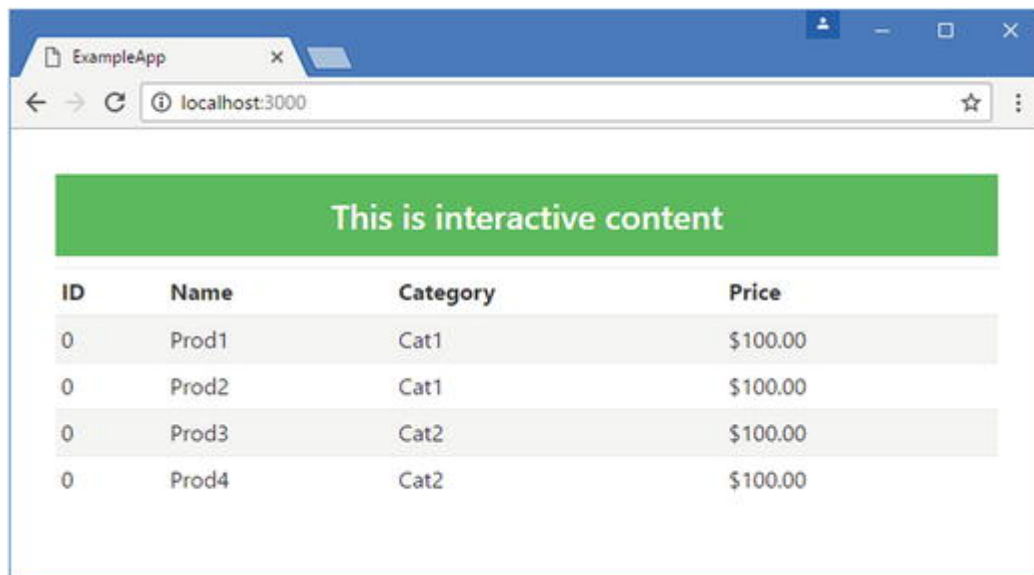 ExampleApp
localhost:3000
This is interactive content
ID Name Category Price
0 Prod1 Cat1 $100.00
0 Prod2 Cat1 $100.00
0 Prod3 Cat2 $100.00
0 Prod4 Cat2 $100.00